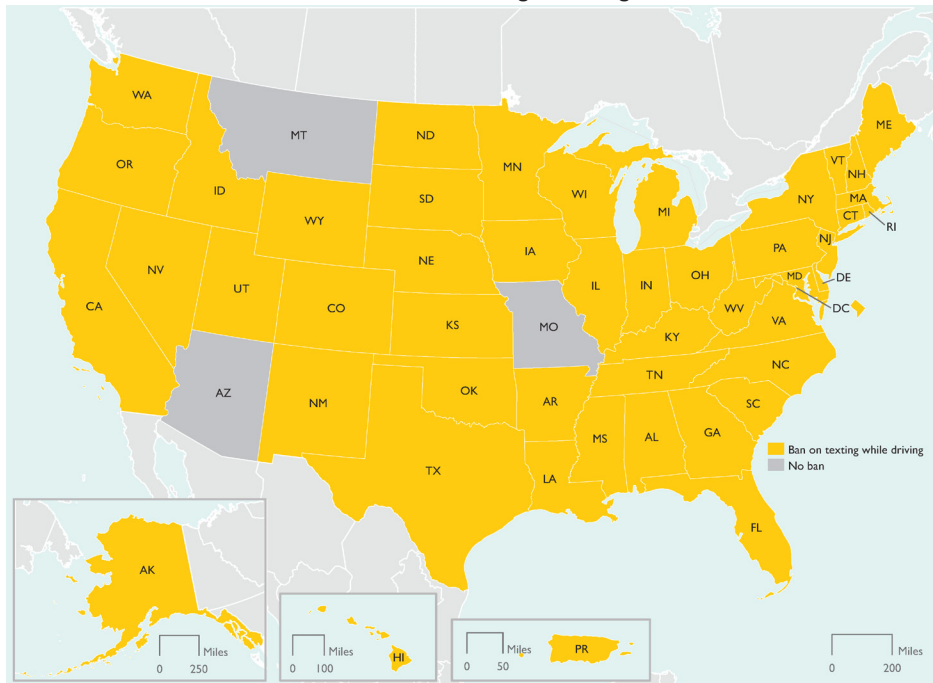 WA
MT
ND
ME
OR
MN
VT
NH
ID
SD
WI
NY
MA
WY
MI
CT
RI
IA
NE
PA
NJ
NV
OH
MD
DE
UT
IL
IN
CA
CO
WV
DC
KS
MO
VA
KY
NC
TN
AZ
OK
NM
AR
SC
MS
AL
GA
Ban on texting while driving
No ban
TX
LA
FL
AK
Miles
0 250
HI
Miles
0 100
PR
Miles
0 50
Miles
0 200